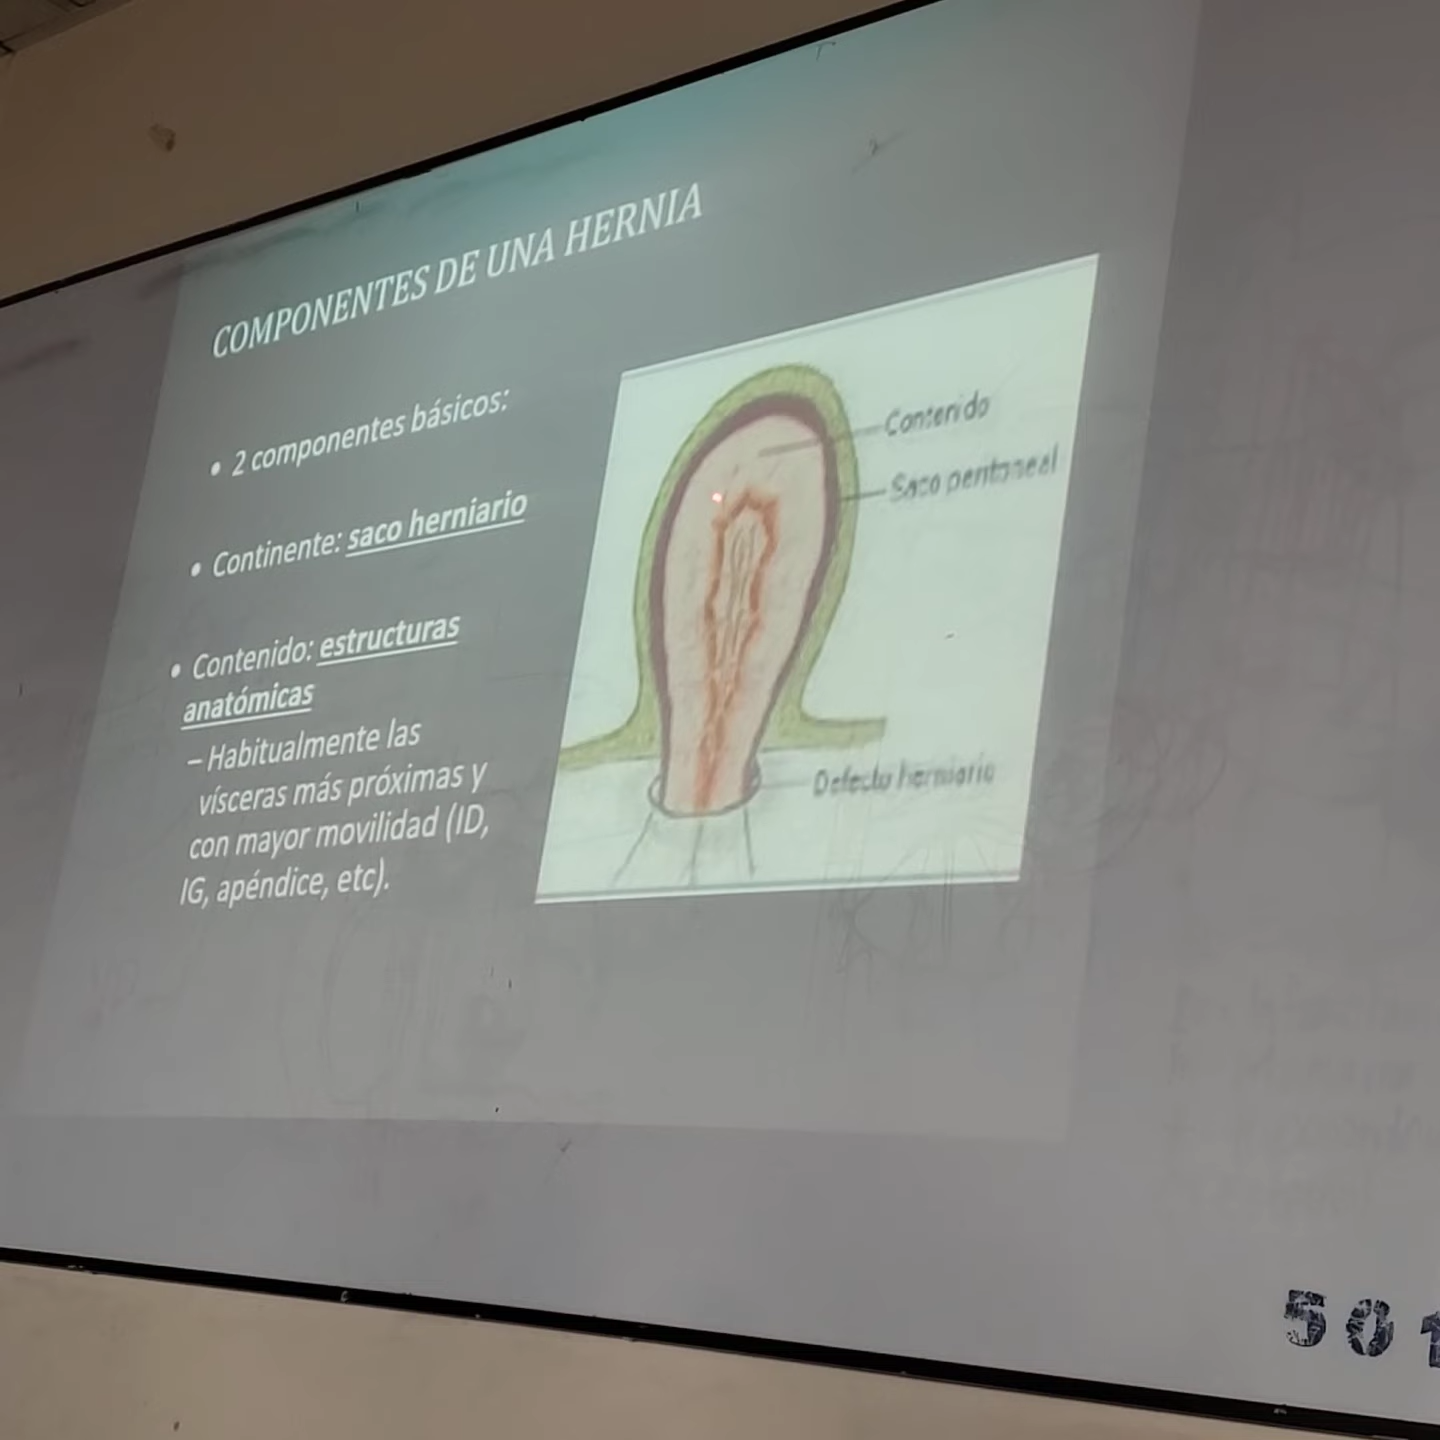 COMPONENTES DE UNA HERNIA
• 2 componentes básicos:
• Continente: saco herniario
• Contenido: estructuras
anatómicas
– Habitualmente las
vísceras más próximas y
con mayor movilidad (ID,
IG, apéndice, etc).
Contenido
Saco peritoneal
Defecto herniario
501